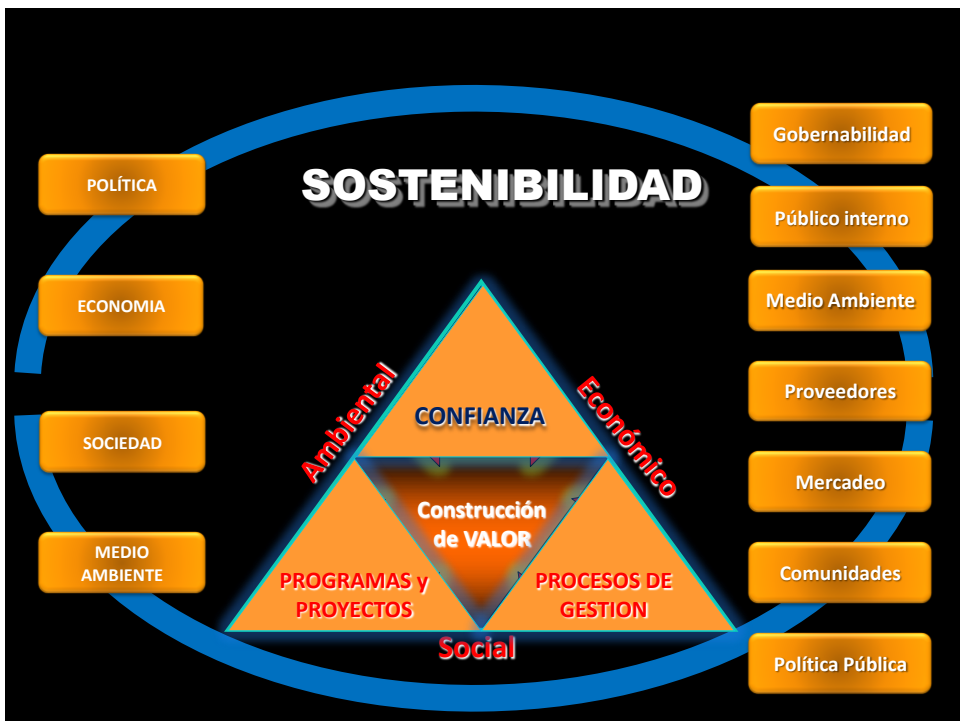 SOSTENIBILIDAD
POLÍTICA
ECONOMIA
SOCIEDAD
MEDIO
AMBIENTE
Ambiental
Económico
Social
CONFIANZA
Construcción
de VALOR
PROGRAMAS y
PROYECTOS
PROCESOS DE
GESTION
Gobernabilidad
Público interno
Medio Ambiente
Proveedores
Mercadeo
Comunidades
Política Pública